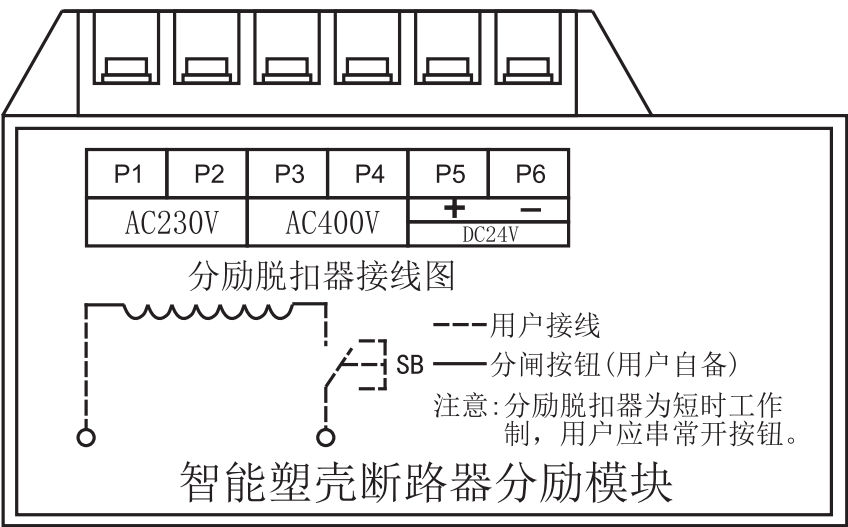 P1 P2 P3 P4 P5 P6
AC230V AC400V + −
DC24V
分励脱扣器接线图
---用户接线
SB —分闸按钮(用户自备)
注意:分励脱扣器为短时工作
制，用户应串常开按钮。
智能塑壳断路器分励模块